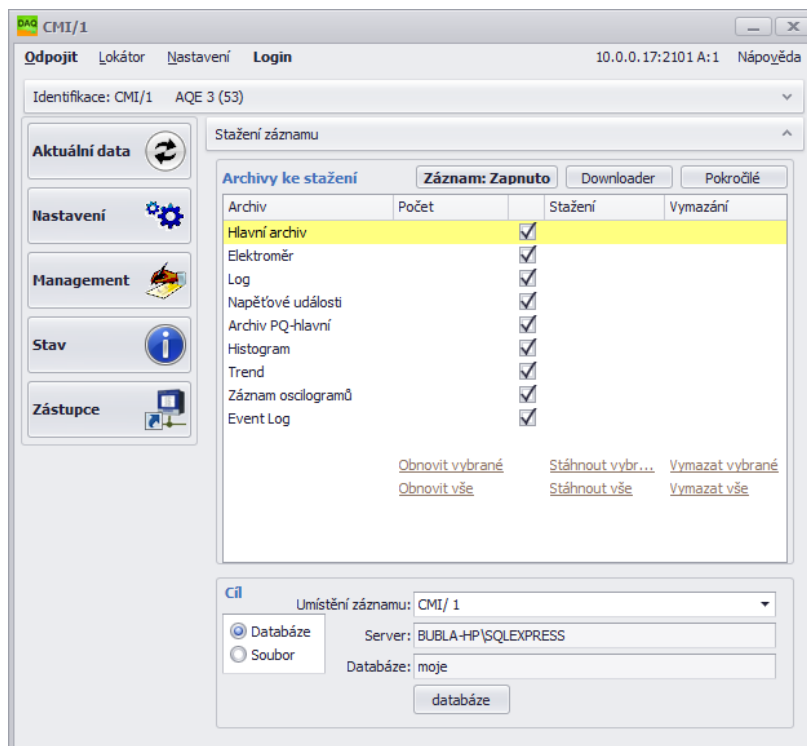 DAQ CMI/1
Odpojit Lokátor Nastavení Login 10.0.0.17:2101 A:1 Nápověda
Identifikace: CMI/1 AQE 3 (53)
Aktuální data
Nastavení
Management
Stav
Zástupce
Stažení záznamu
Archivy ke stažení Záznam: Zapnuto Downloader Pokročilé
Archiv Počet Stažení Vymazání
Hlavní archiv
Elektroměr
Log
Napěťové události
Archiv PQ-hlavní
Histogram
Trend
Záznam oscilogramů
Event Log
Obnovit vybrané Stáhnout vybr... Vymazat vybrané
Obnovit vše Stáhnout vše Vymazat vše
Cíl
Umístění záznamu: CMI/ 1
Databáze Server: BUBLA-HP\SQLEXPRESS
Soubor Databáze: moje
databáze